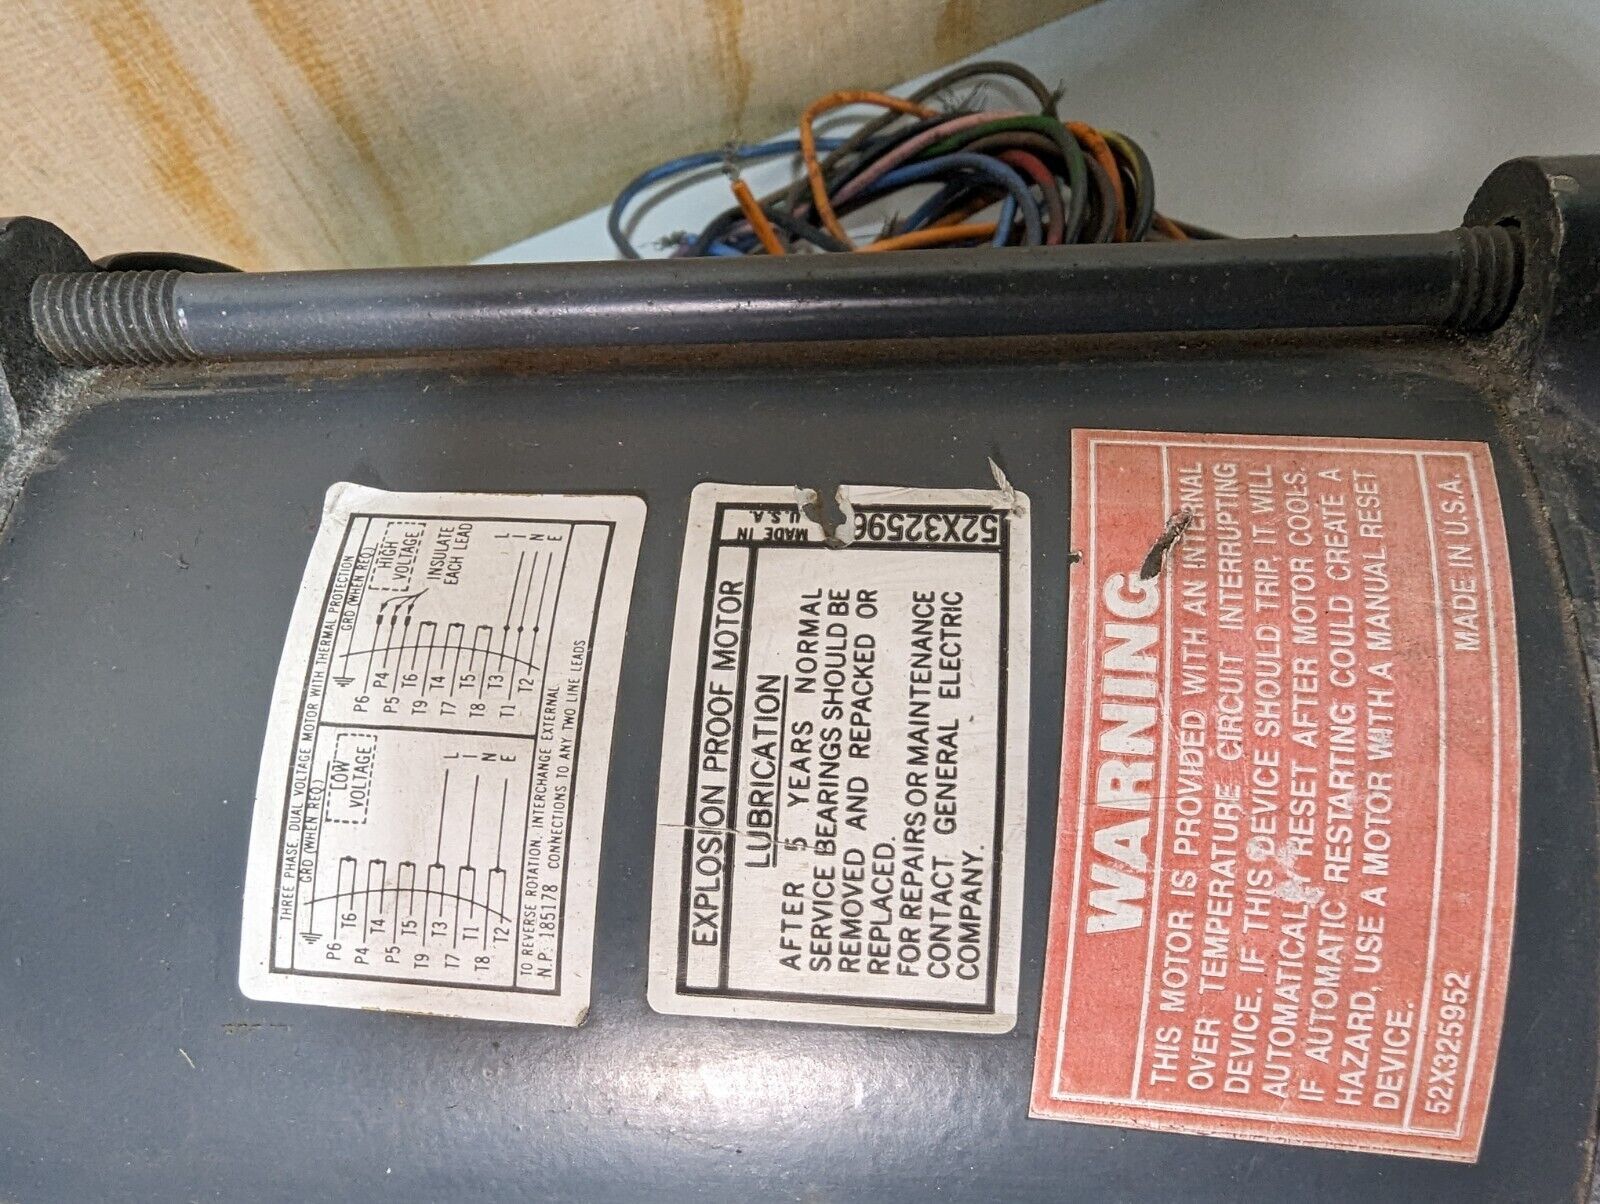 THREE PHASE, DUAL VOLTAGE MOTOR WITH THERMAL PROTECTION
GRD (WHEN REQ)
LOW
VOLTAGE
P6
T6
P4
T4
P5
T5
T9
T3
T7
T1
T8
T2
L
I
N
E
GRD (WHEN REQ)
HIGH
VOLTAGE
INSULATE
EACH LEAD
P6
P4
P5
T6
T9
T4
T7
T5
T8
T3
T1
T2
L
I
N
E
TO REVERSE ROTATION, INTERCHANGE EXTERNAL
N.P. 185178 CONNECTIONS TO ANY TWO LINE LEADS
EXPLOSION PROOF MOTOR
LUBRICATION
AFTER 5 YEARS NORMAL
SERVICE BEARINGS SHOULD BE
REMOVED AND REPACKED OR
REPLACED.
FOR REPAIRS OR MAINTENANCE
CONTACT GENERAL ELECTRIC
COMPANY.
MADE IN
U.S.A.
52X32596
WARNING
THIS MOTOR IS PROVIDED WITH AN INTERNAL
OVER TEMPERATURE CIRCUIT INTERRUPTING
DEVICE. IF THIS DEVICE SHOULD TRIP, IT WILL
AUTOMATICALLY RESET AFTER MOTOR COOLS.
IF AUTOMATIC RESTARTING COULD CREATE A
HAZARD, USE A MOTOR WITH A MANUAL RESET
DEVICE.
52X325952
MADE IN U.S.A.